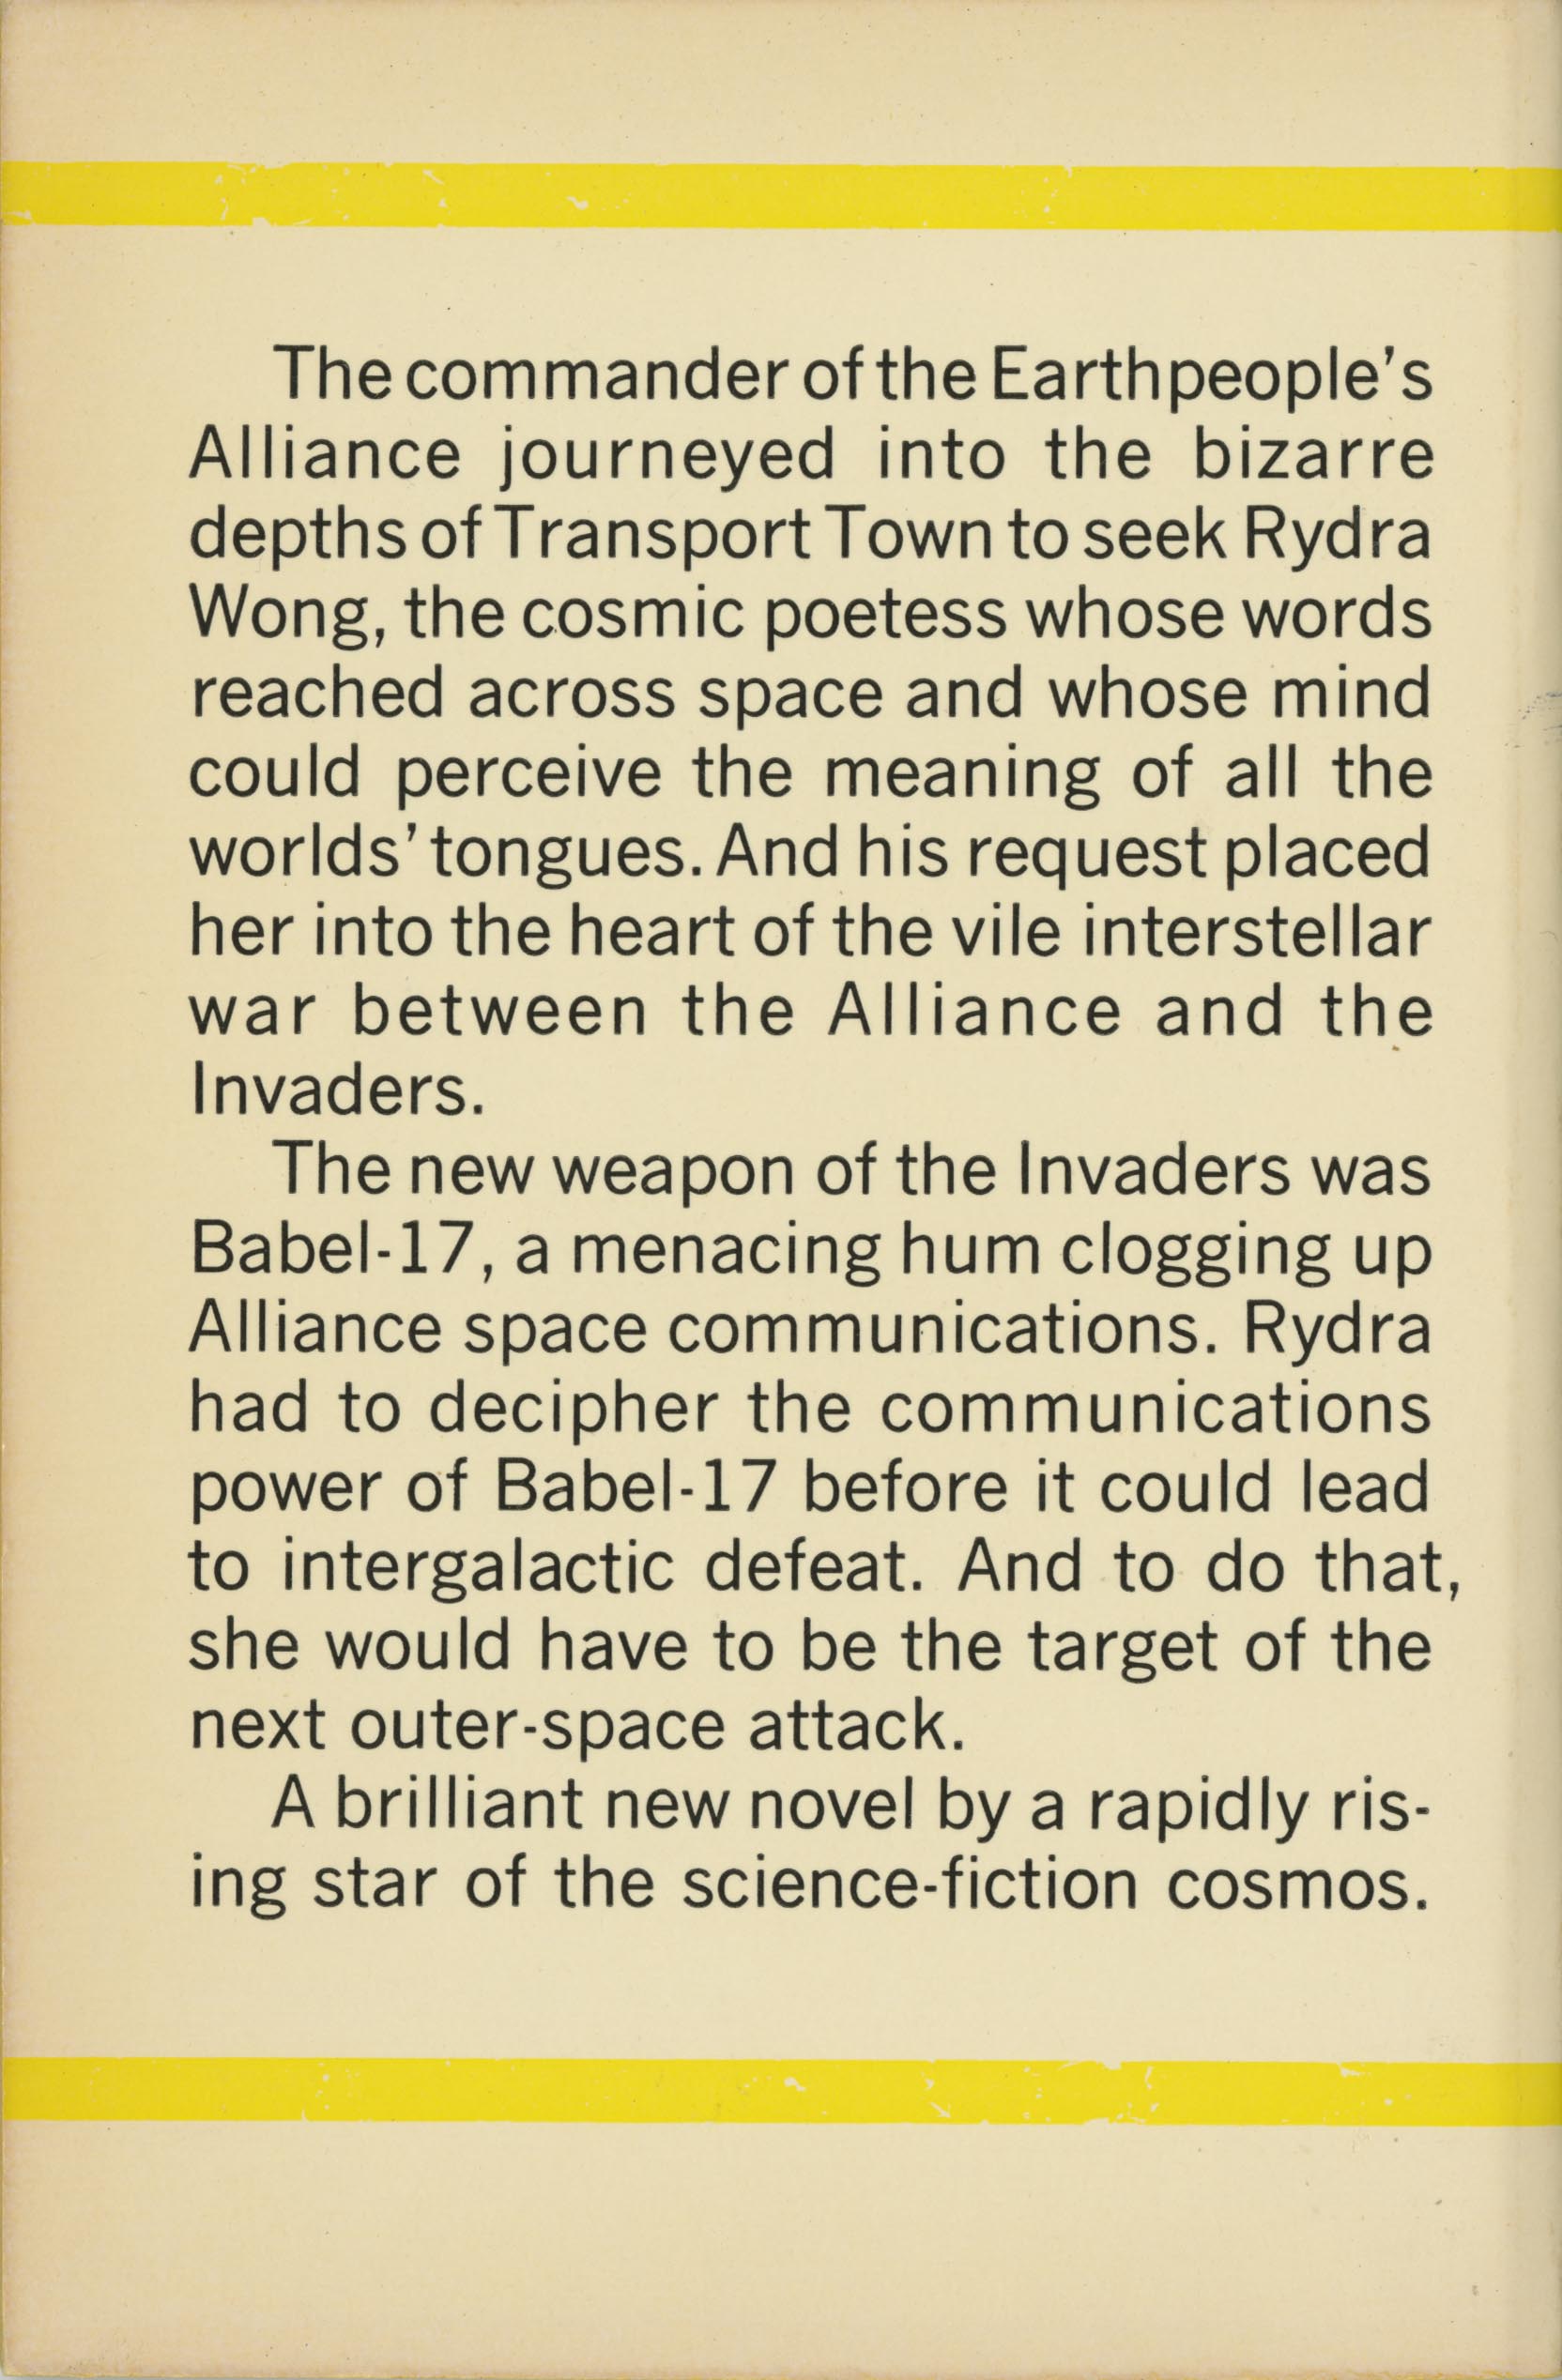 The commander of the Earthpeople's
Alliance journeyed into the bizarre
depths of Transport Town to seek Rydra
Wong, the cosmic poetess whose words
reached across space and whose mind
could perceive the meaning of all the
worlds' tongues. And his request placed
her into the heart of the vile interstellar
war between the Alliance and the
Invaders.
The new weapon of the Invaders was
Babel-17, a menacing hum clogging up
Alliance space communications. Rydra
had to decipher the communications
power of Babel-17 before it could lead
to intergalactic defeat. And to do that,
she would have to be the target of the
next outer-space attack.
A brilliant new novel by a rapidly ris-
ing star of the science-fiction cosmos.